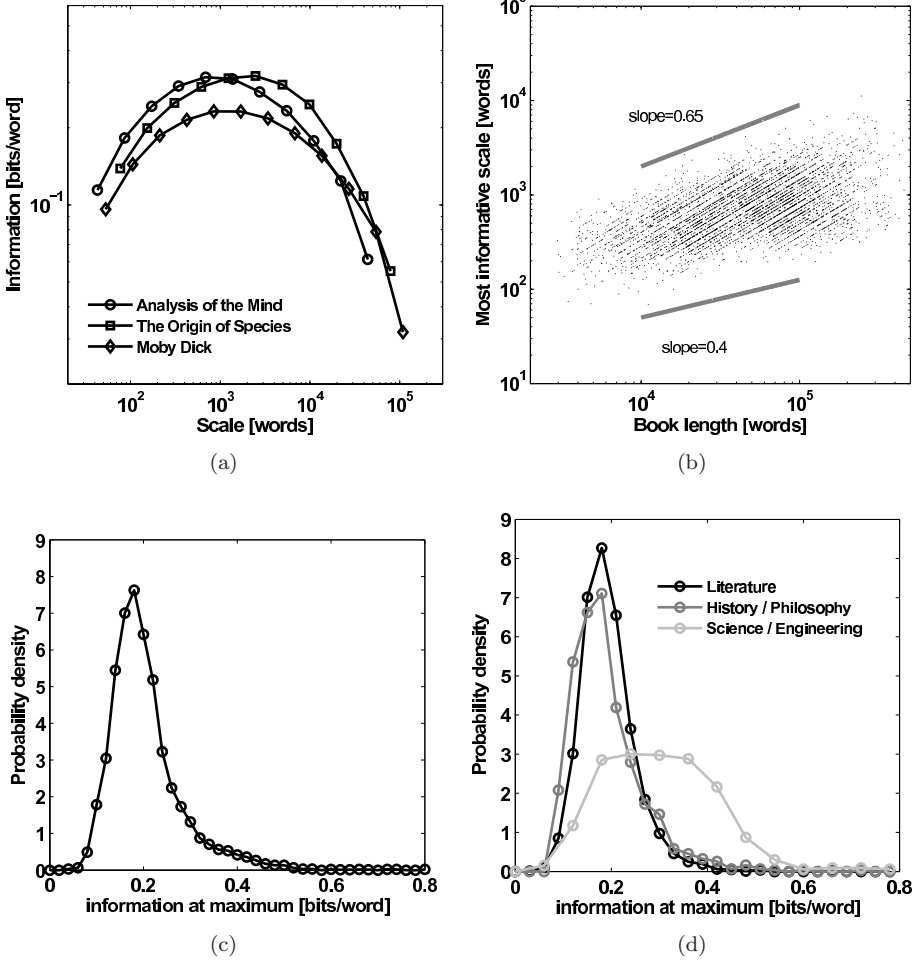 Information [bits/word]
10^-1
Analysis of the Mind
The Origin of Species
Moby Dick
10^2 10^3 10^4 10^5
Scale [words]
(a)
10^5
10^4
10^3
10^2
10^1
Most informative scale [words]
slope=0.65
slope=0.4
10^4 10^5
Book length [words]
(b)
9
8
7
6
5
4
3
2
1
0
Probability density
0 0.2 0.4 0.6 0.8
information at maximum [bits/word]
(c)
9
8
7
6
5
4
3
2
1
0
Probability density
Literature
History / Philosophy
Science / Engineering
0 0.2 0.4 0.6 0.8
information at maximum [bits/word]
(d)